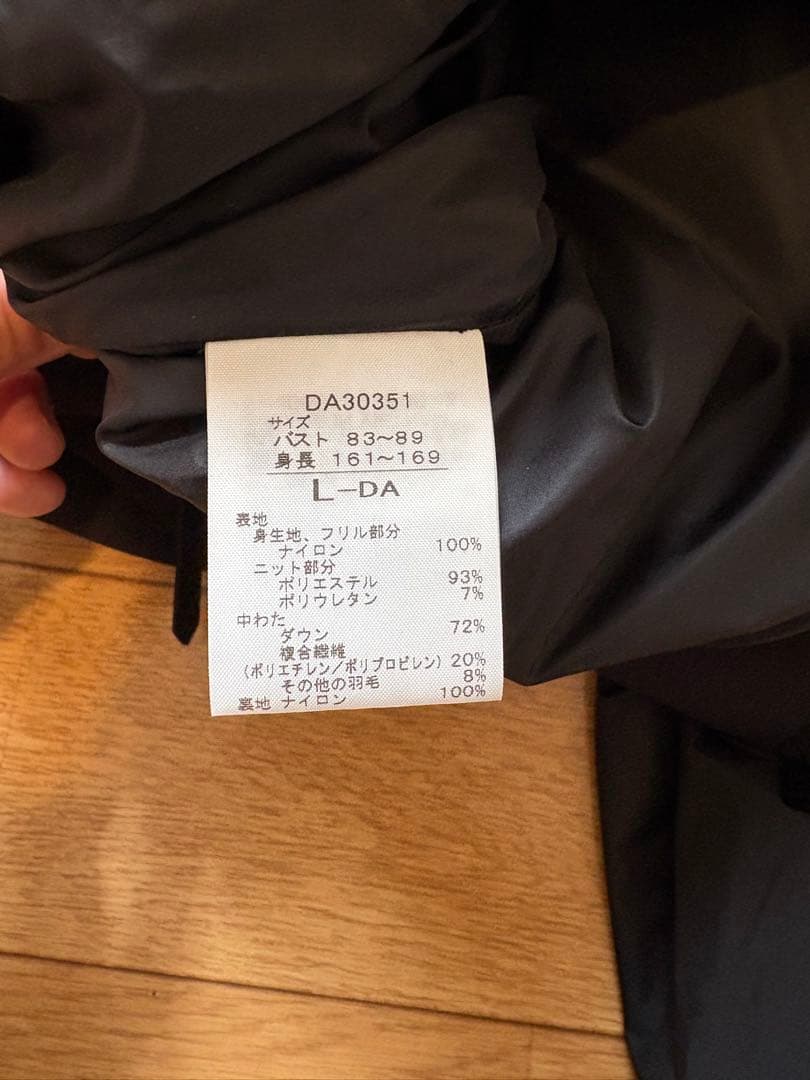 DA30351
サイズ
バスト 83～89
身長 161～169
L-DA
表地
身生地、フリル部分
ナイロン 100%
ニット部分
ポリエステル 93%
ポリウレタン 7%
中わた
ダウン 72%
複合繊維
(ポリエチレン/ポリプロピレン) 20%
その他の羽毛 8%
裏地 ナイロン 100%